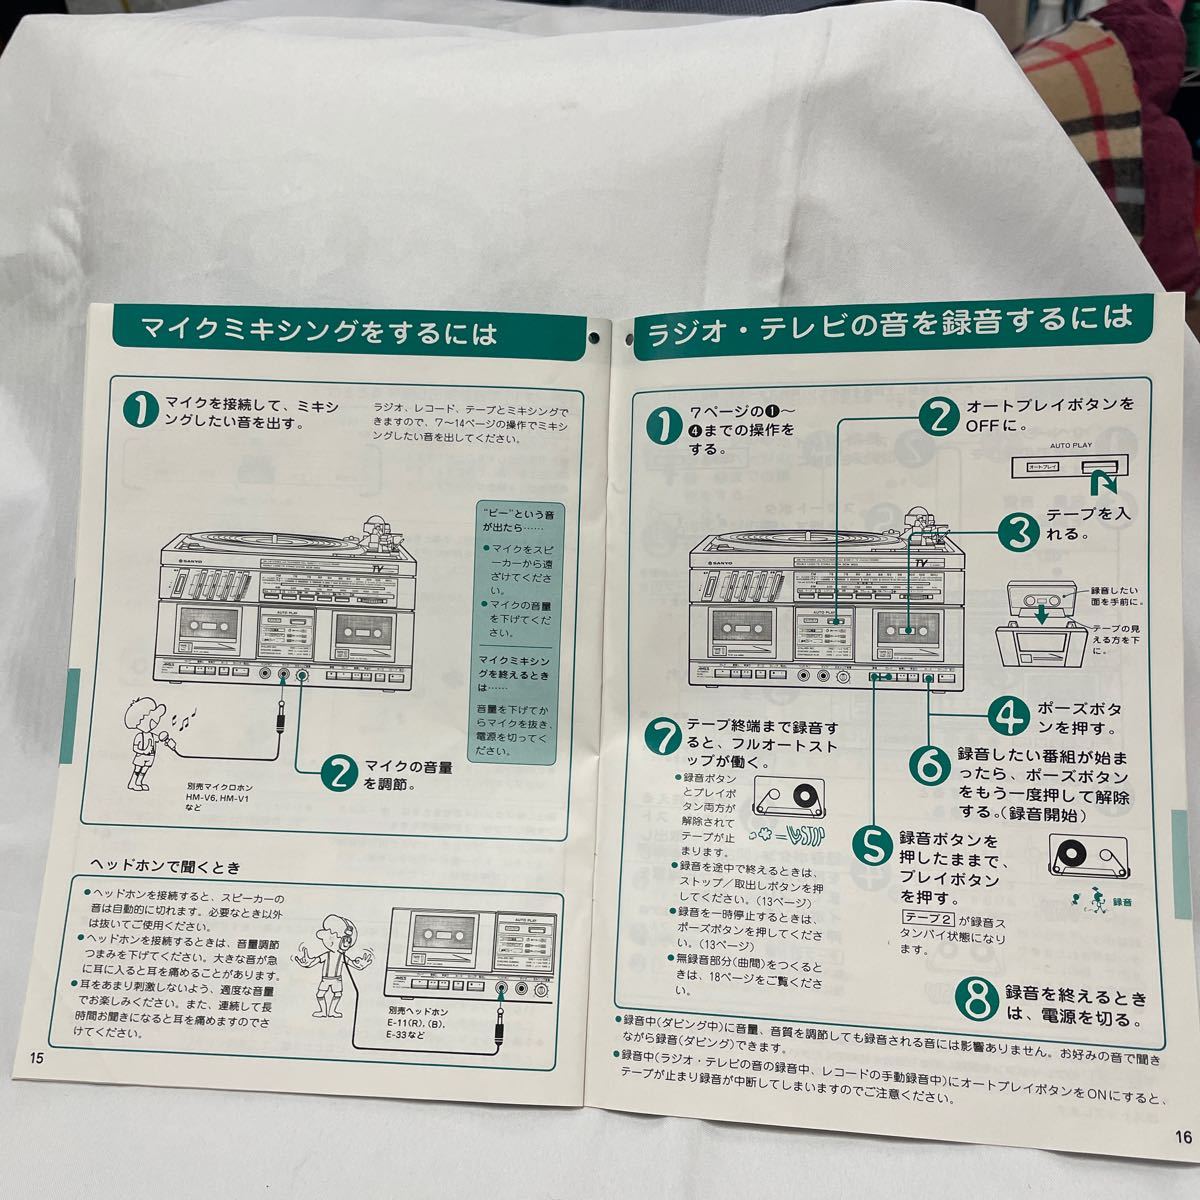 マイクミキシングをするには
1 マイクを接続して、ミキシ
ングしたい音を出す。
ラジオ、レコード、テープとミキシングで
きますので、7〜14ページの操作でミキシ
ングしたい音を出してください。
“ピー”という音
が出たら……
●マイクをスピ
ーカーから遠
ざけてくださ
い。
●マイクの音量
を下げてくだ
さい。
マイクミキシン
グを終えるとき
は……
音量を下げてか
らマイクを抜き、
電源を切ってく
ださい。
SANYO
TV
AUTO PLAY
別売マイクロホン
HM-V6, HM-V1
など
2 マイクの音量
を調節。
ヘッドホンで聞くとき
●ヘッドホンを接続すると、スピーカーの
音は自動的に切れます。必要なとき以外
は抜いてご使用ください。
●ヘッドホンを接続するときは、音量調節
つまみを下げてください。大きな音が急
に耳に入ると耳を痛めることがあります。
●耳をあまり刺激しないよう、適度な音量
でお楽しみください。また、連続して長
時間お聞きになると耳を痛めますのでさ
けてください。
AUTO PLAY
別売ヘッドホン
E-11(R)、(B)、
E-33など
15
ラジオ・テレビの音を録音するには
1 7ページの❶〜
❹までの操作を
する。
2 オートプレイボタンを
OFFに。
AUTO PLAY
オートプレイ
3 テープを入
れる。
録音したい
面を手前に。
テープの見
える方を下
に。
SANYO
TV
AUTO PLAY
4 ポーズボタ
ンを押す。
6 録音したい番組が始ま
ったら、ポーズボタン
をもう一度押して解除
する。(録音開始)
5 録音ボタンを
押したままで、
プレイボタン
を押す。
テープ2 が録音ス
タンバイ状態になり
ます。
録音
7 テープ終端まで録音す
ると、フルオートスト
ップが働く。
●録音ボタン
とプレイボ
タン両方が
解除されて
テープが止
まります。
STOP
●録音を途中で終えるときは、
ストップ/取出しボタンを押
してください。(13ページ)
●録音を一時停止するときは、
ポーズボタンを押してくださ
い。(13ページ)
●無録音部分(曲間)をつくると
きは、18ページをご覧くださ
い。
8 録音を終えるとき
は、電源を切る。
●録音中(ダビング中)に音量、音質を調節しても録音される音には影響ありません。お好みの音で聞き
ながら録音(ダビング)できます。
●録音中(ラジオ・テレビの音の録音中、レコードの手動録音中)にオートプレイボタンをONにすると、
テープが止まり録音が中断してしまいますのでご注意ください。
16